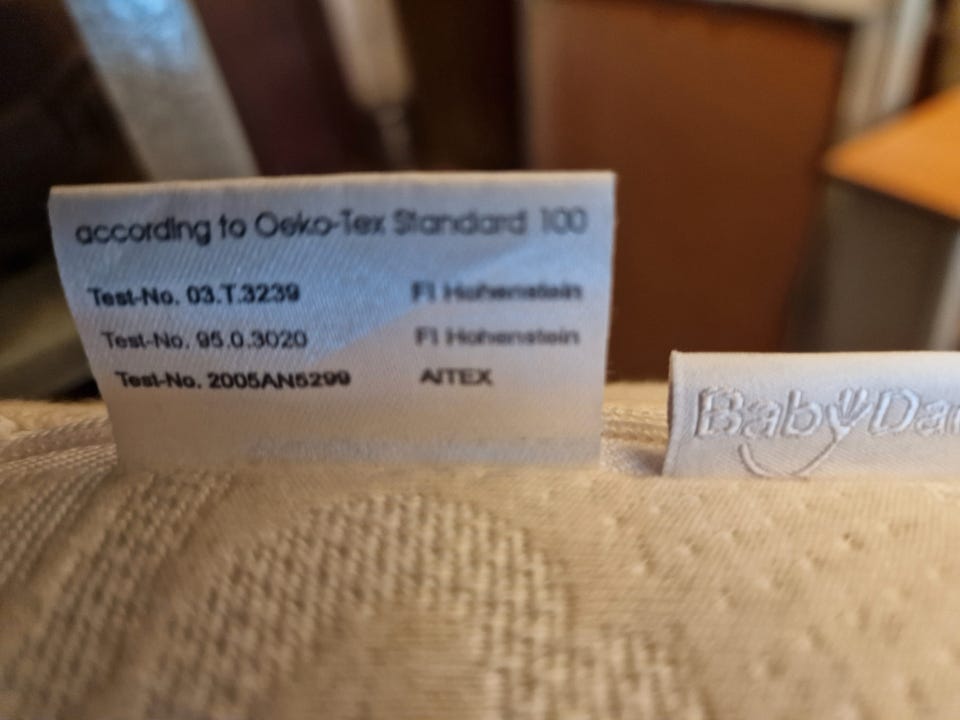 according to Oeko-Tex Standard 100
Test-No. 03.T.3239 FI Hohenstein
Test-No. 95.0.3020 FI Hohenstein
Test-No. 2005AN5299 AITEX
BabyDan